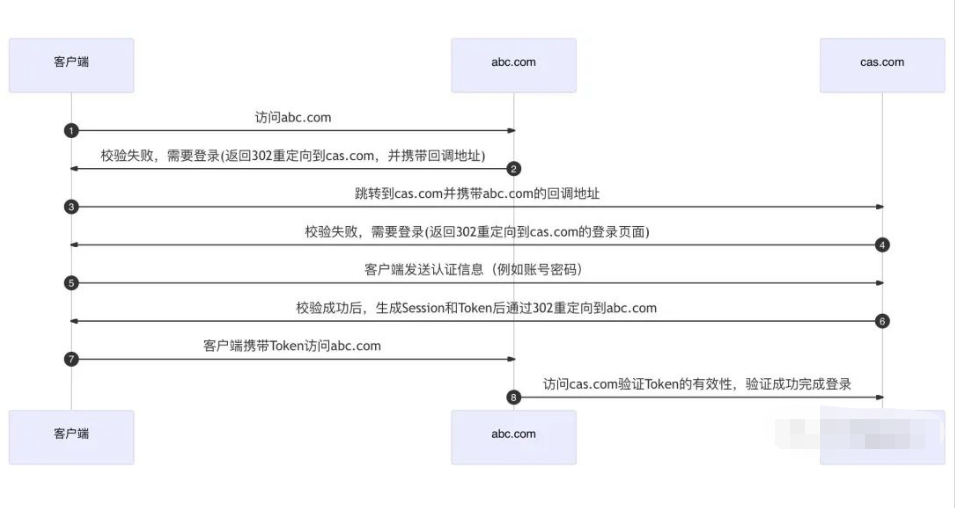 客户端
abc.com
cas.com
访问abc.com
1
校验失败，需要登录(返回302重定向到cas.com，并携带回调地址)
2
跳转到cas.com并携带abc.com的回调地址
3
校验失败，需要登录(返回302重定向到cas.com的登录页面)
4
客户端发送认证信息（例如账号密码）
5
校验成功后，生成Session和Token后通过302重定向到abc.com
6
客户端携带Token访问abc.com
7
访问cas.com验证Token的有效性，验证成功完成登录
8
客户端
abc.com